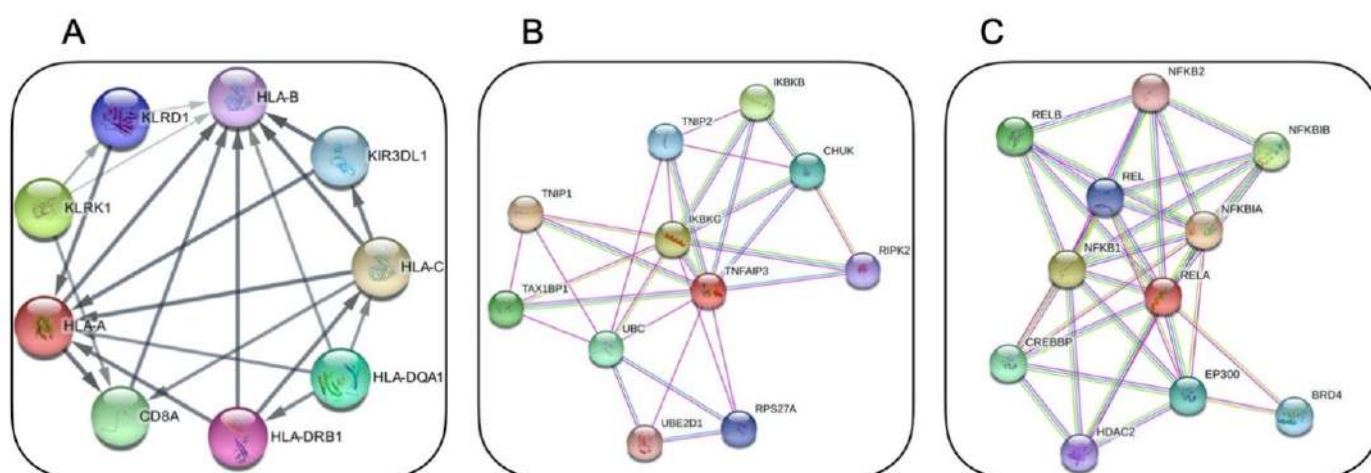 A
B
C
KLRD1
HLA-B
KIR3DL1
KLRK1
HLA-C
HLA-A
HLA-DQA1
CD8A
HLA-DRB1
IKBKB
TNIP2
CHUK
TNIP1
IKBKG
RIPK2
TNFAIP3
TAX1BP1
UBC
RPS27A
UBE2D1
NFKB2
RELB
NFKBIB
REL
NFKBIA
NFKB1
RELA
CREBBP
EP300
BRD4
HDAC2